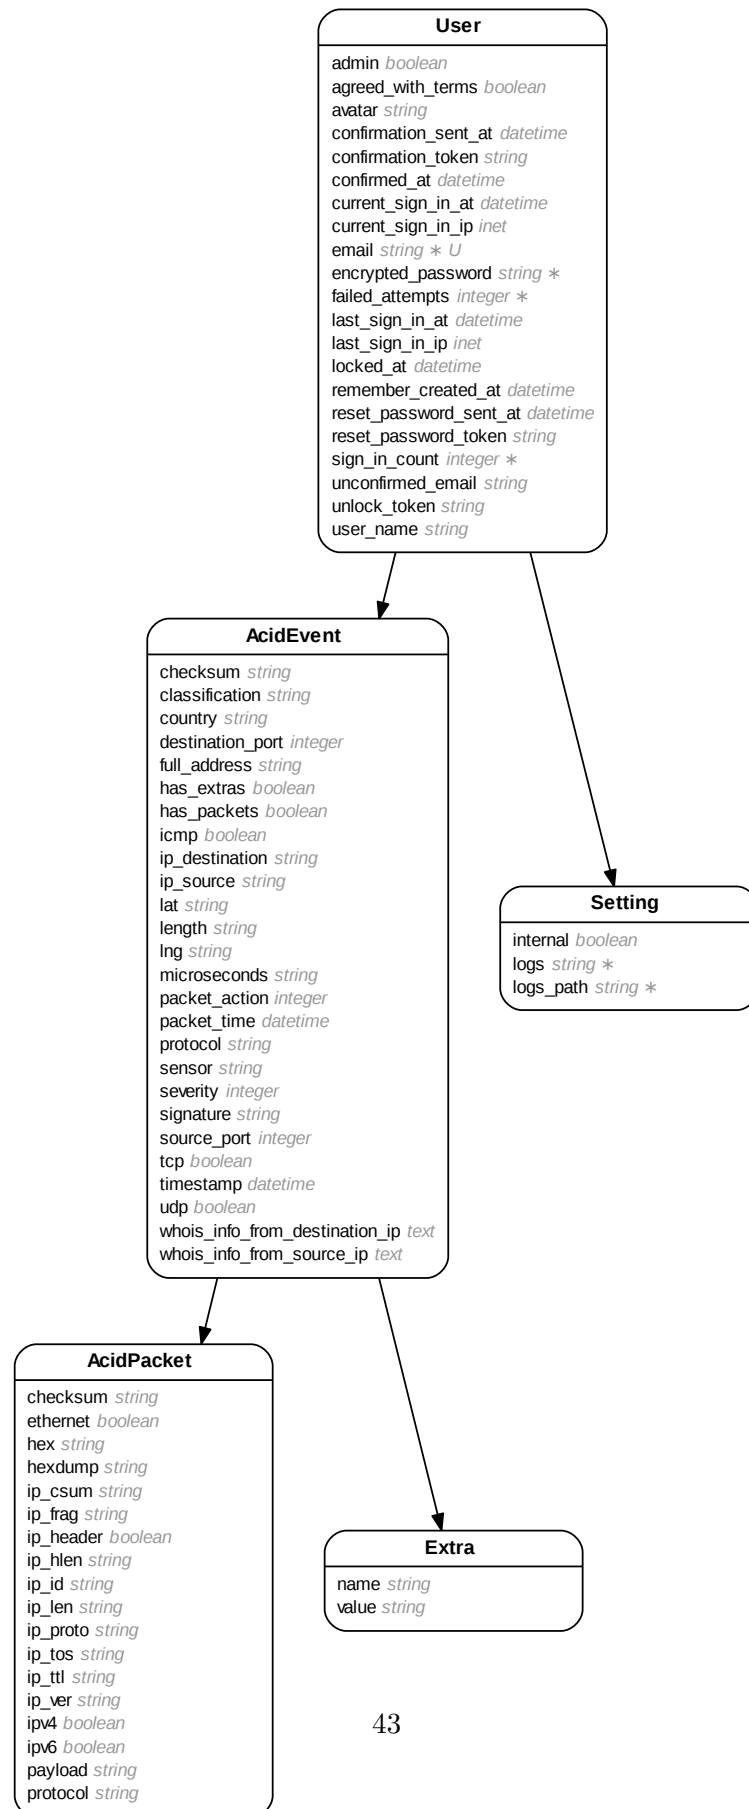 User
admin boolean
agreed_with_terms boolean
avatar string
confirmation_sent_at datetime
confirmation_token string
confirmed_at datetime
current_sign_in_at datetime
current_sign_in_ip inet
email string ∗ U
encrypted_password string ∗
failed_attempts integer ∗
last_sign_in_at datetime
last_sign_in_ip inet
locked_at datetime
remember_created_at datetime
reset_password_sent_at datetime
reset_password_token string
sign_in_count integer ∗
unconfirmed_email string
unlock_token string
user_name string
AcidEvent
checksum string
classification string
country string
destination_port integer
full_address string
has_extras boolean
has_packets boolean
icmp boolean
ip_destination string
ip_source string
lat string
length string
lng string
microseconds string
packet_action integer
packet_time datetime
protocol string
sensor string
severity integer
signature string
source_port integer
tcp boolean
timestamp datetime
udp boolean
whois_info_from_destination_ip text
whois_info_from_source_ip text
Setting
internal boolean
logs string ∗
logs_path string ∗
AcidPacket
checksum string
ethernet boolean
hex string
hexdump string
ip_csum string
ip_frag string
ip_header boolean
ip_hlen string
ip_id string
ip_len string
ip_proto string
ip_tos string
ip_ttl string
ip_ver string
ipv4 boolean
ipv6 boolean
payload string
protocol string
Extra
name string
value string
43